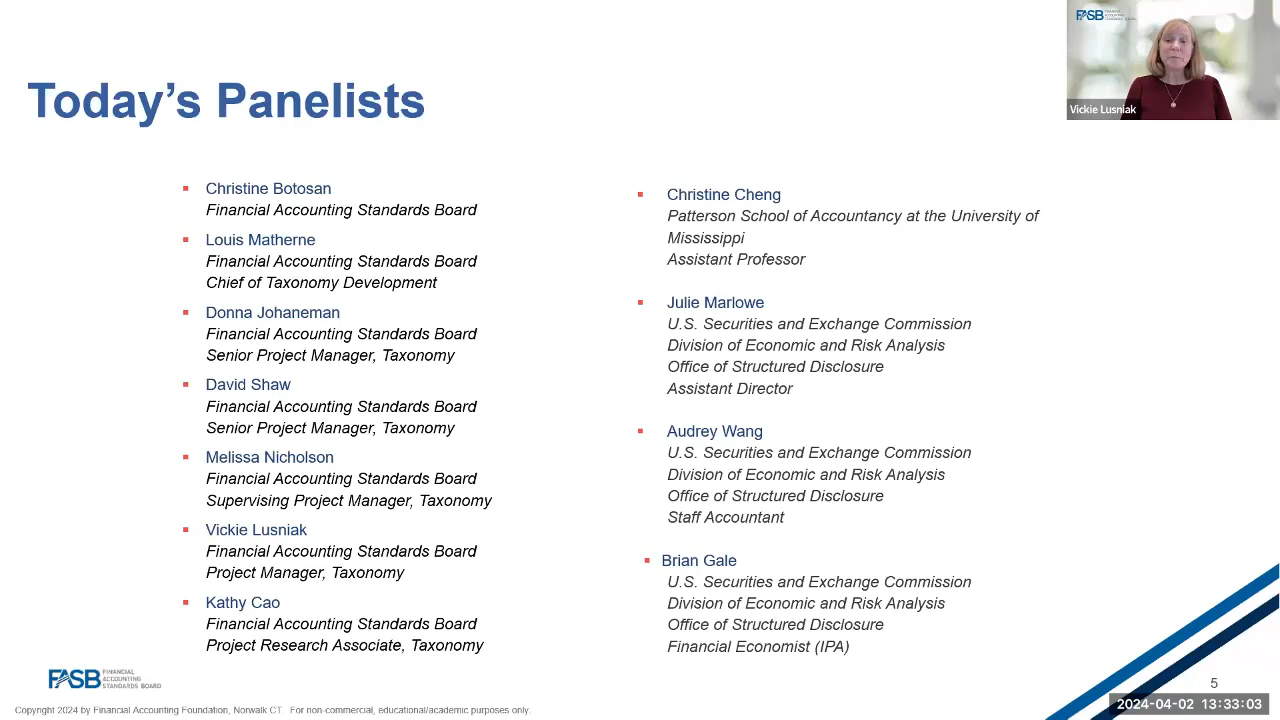 Today's Panelists
Christine Botosan
Financial Accounting Standards Board
Louis Matherne
Financial Accounting Standards Board
Chief of Taxonomy Development
Donna Johaneman
Financial Accounting Standards Board
Senior Project Manager, Taxonomy
David Shaw
Financial Accounting Standards Board
Senior Project Manager, Taxonomy
Melissa Nicholson
Financial Accounting Standards Board
Supervising Project Manager, Taxonomy
Vickie Lusniak
Financial Accounting Standards Board
Project Manager, Taxonomy
Kathy Cao
Financial Accounting Standards Board
Project Research Associate, Taxonomy
Christine Cheng
Patterson School of Accountancy at the University of
Mississippi
Assistant Professor
Julie Marlowe
U.S. Securities and Exchange Commission
Division of Economic and Risk Analysis
Office of Structured Disclosure
Assistant Director
Audrey Wang
U.S. Securities and Exchange Commission
Division of Economic and Risk Analysis
Office of Structured Disclosure
Staff Accountant
Brian Gale
U.S. Securities and Exchange Commission
Division of Economic and Risk Analysis
Office of Structured Disclosure
Financial Economist (IPA)
FASB
Vickie Lusniak
FASB FINANCIAL
ACCOUNTING
STANDARDS BOARD
Copyright 2024 by Financial Accounting Foundation, Norwalk CT. For non-commercial, educational/academic purposes only.
5
2024-04-02 13:33:03